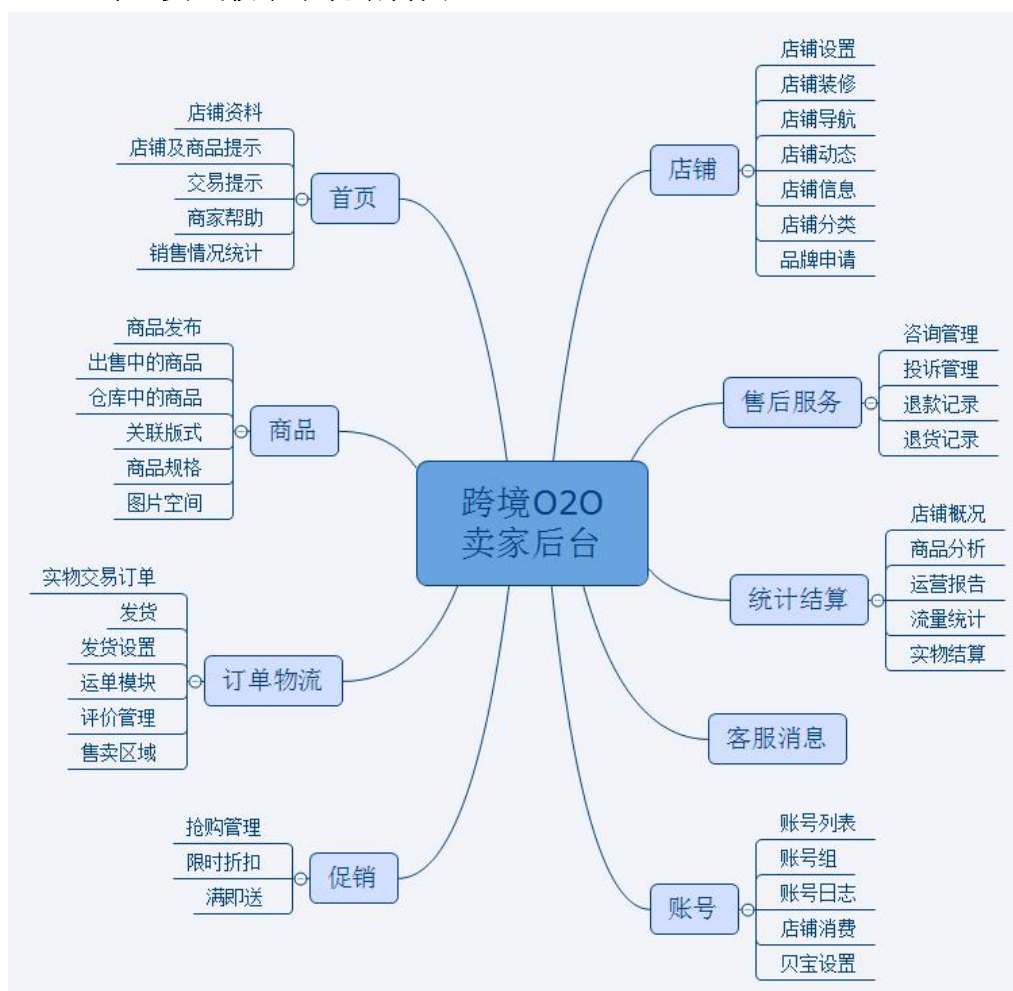 店铺资料
店铺及商品提示
交易提示
商家帮助
销售情况统计
首页
商品发布
出售中的商品
仓库中的商品
关联版式
商品规格
图片空间
商品
实物交易订单
发货
发货设置
运单模块
评价管理
售卖区域
订单物流
抢购管理
限时折扣
满即送
促销
跨境O2O
卖家后台
店铺
店铺设置
店铺装修
店铺导航
店铺动态
店铺信息
店铺分类
品牌申请
售后服务
咨询管理
投诉管理
退款记录
退货记录
统计结算
店铺概况
商品分析
运营报告
流量统计
实物结算
客服消息
账号
账号列表
账号组
账号日志
店铺消费
贝宝设置